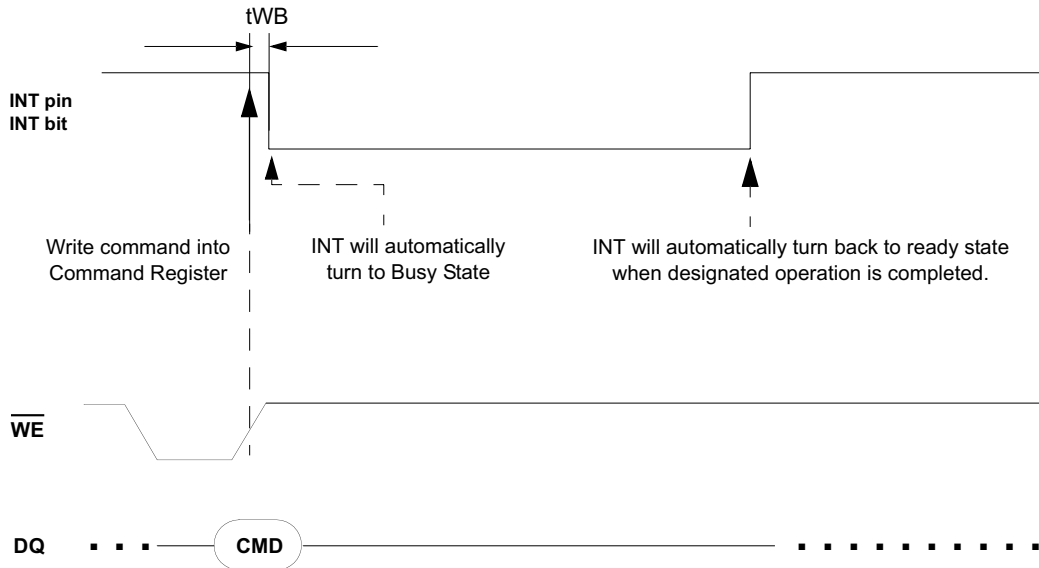 tWB
INT pin
INT bit
Write command into
Command Register
INT will automatically
turn to Busy State
INT will automatically turn back to ready state
when designated operation is completed.
WE
DQ
CMD